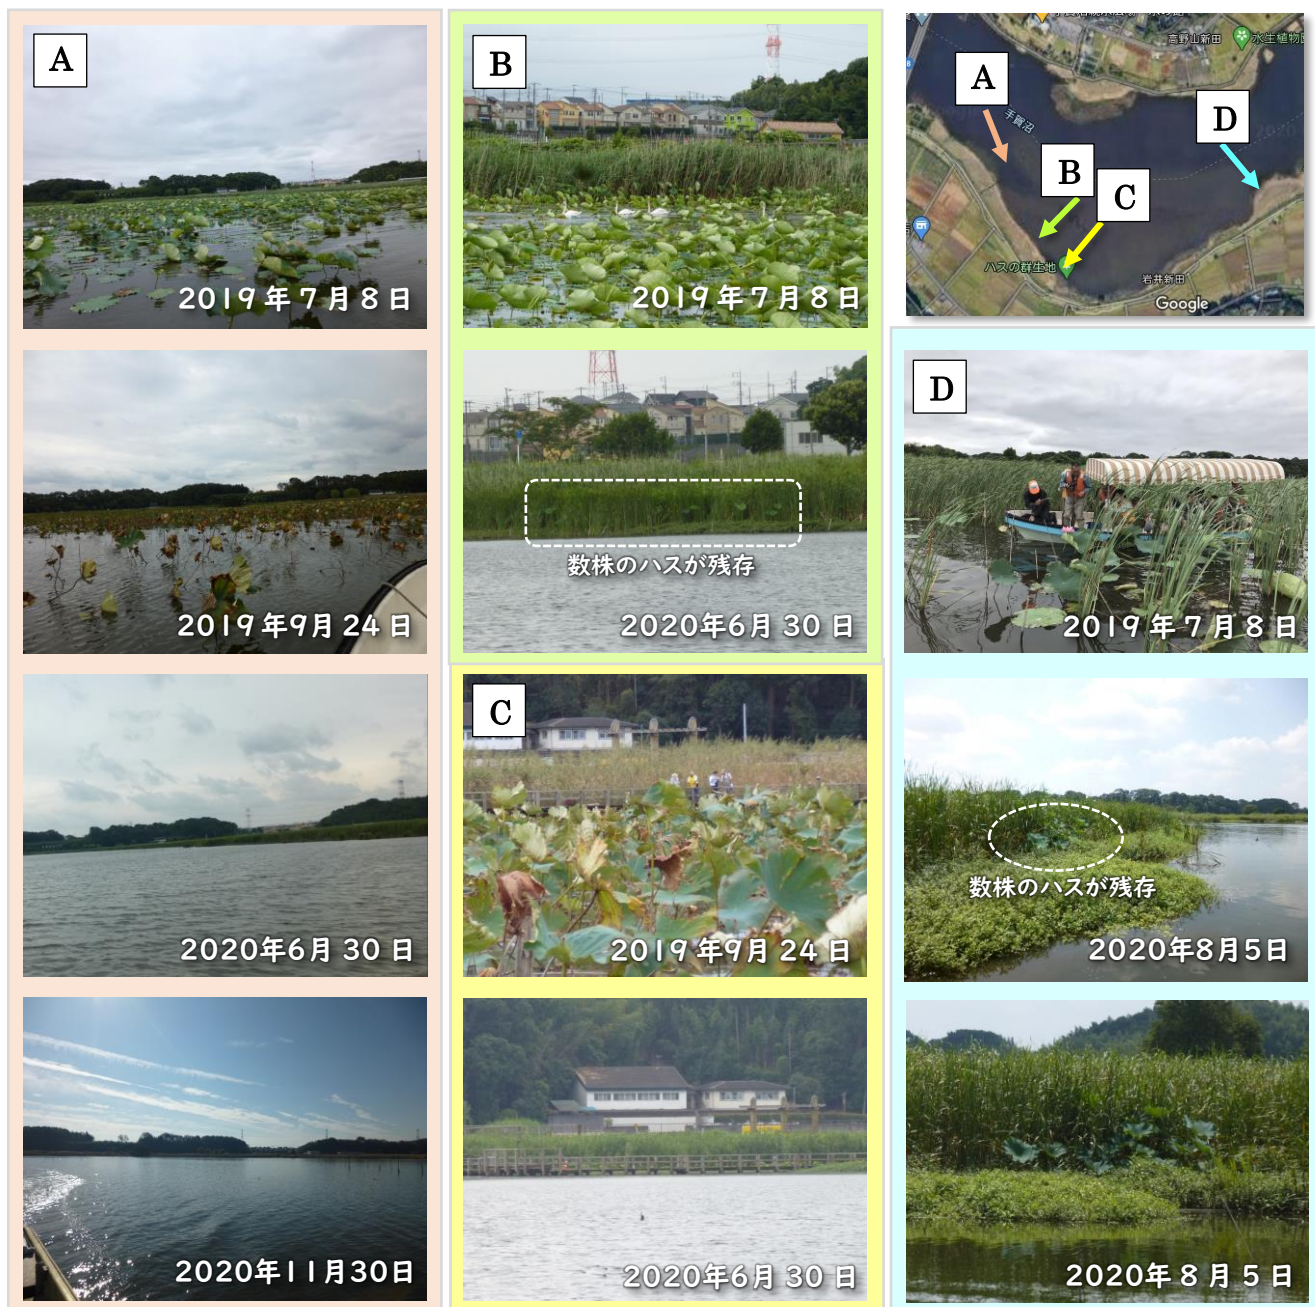 A
2019年7月8日
2019年9月24日
2020年6月30日
2020年11月30日
B
2019年7月8日
数株のハスが残存
2020年6月30日
C
2019年9月24日
2020年6月30日
高野山新田
水生植物園
A
手賀沼
D
B
C
ハスの群生地
岩井新田
Google
D
2019年7月8日
数株のハスが残存
2020年8月5日
2020年8月5日